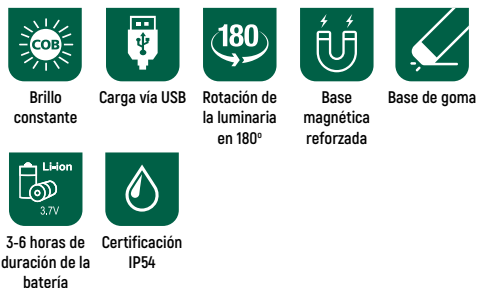 COB
Brillo
constante
Carga vía USB
180
Rotación de
la luminaria
en 180º
Base
magnética
reforzada
Base de goma
Li-ion
3.7V
3-6 horas de
duración de la
batería
Certificación
IP54